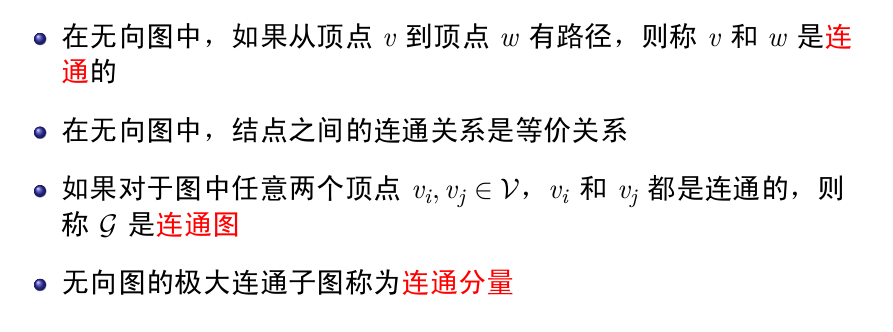 在无向图中，如果从顶点 v 到顶点 w 有路径，则称 v 和 w 是连
通的
在无向图中，结点之间的连通关系是等价关系
如果对于图中任意两个顶点 v_i, v_j ∈ 𝒱，v_i 和 v_j 都是连通的，则
称 𝒢 是连通图
无向图的极大连通子图称为连通分量